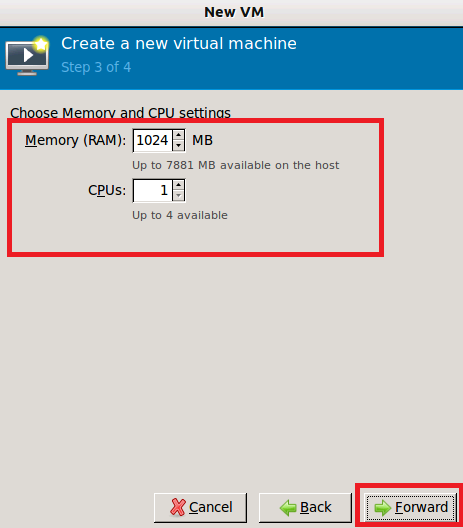 New VM
Create a new virtual machine
Step 3 of 4
Choose Memory and CPU settings
Memory (RAM): 1024 MB
Up to 7881 MB available on the host
CPUs: 1
Up to 4 available
Cancel Back Forward